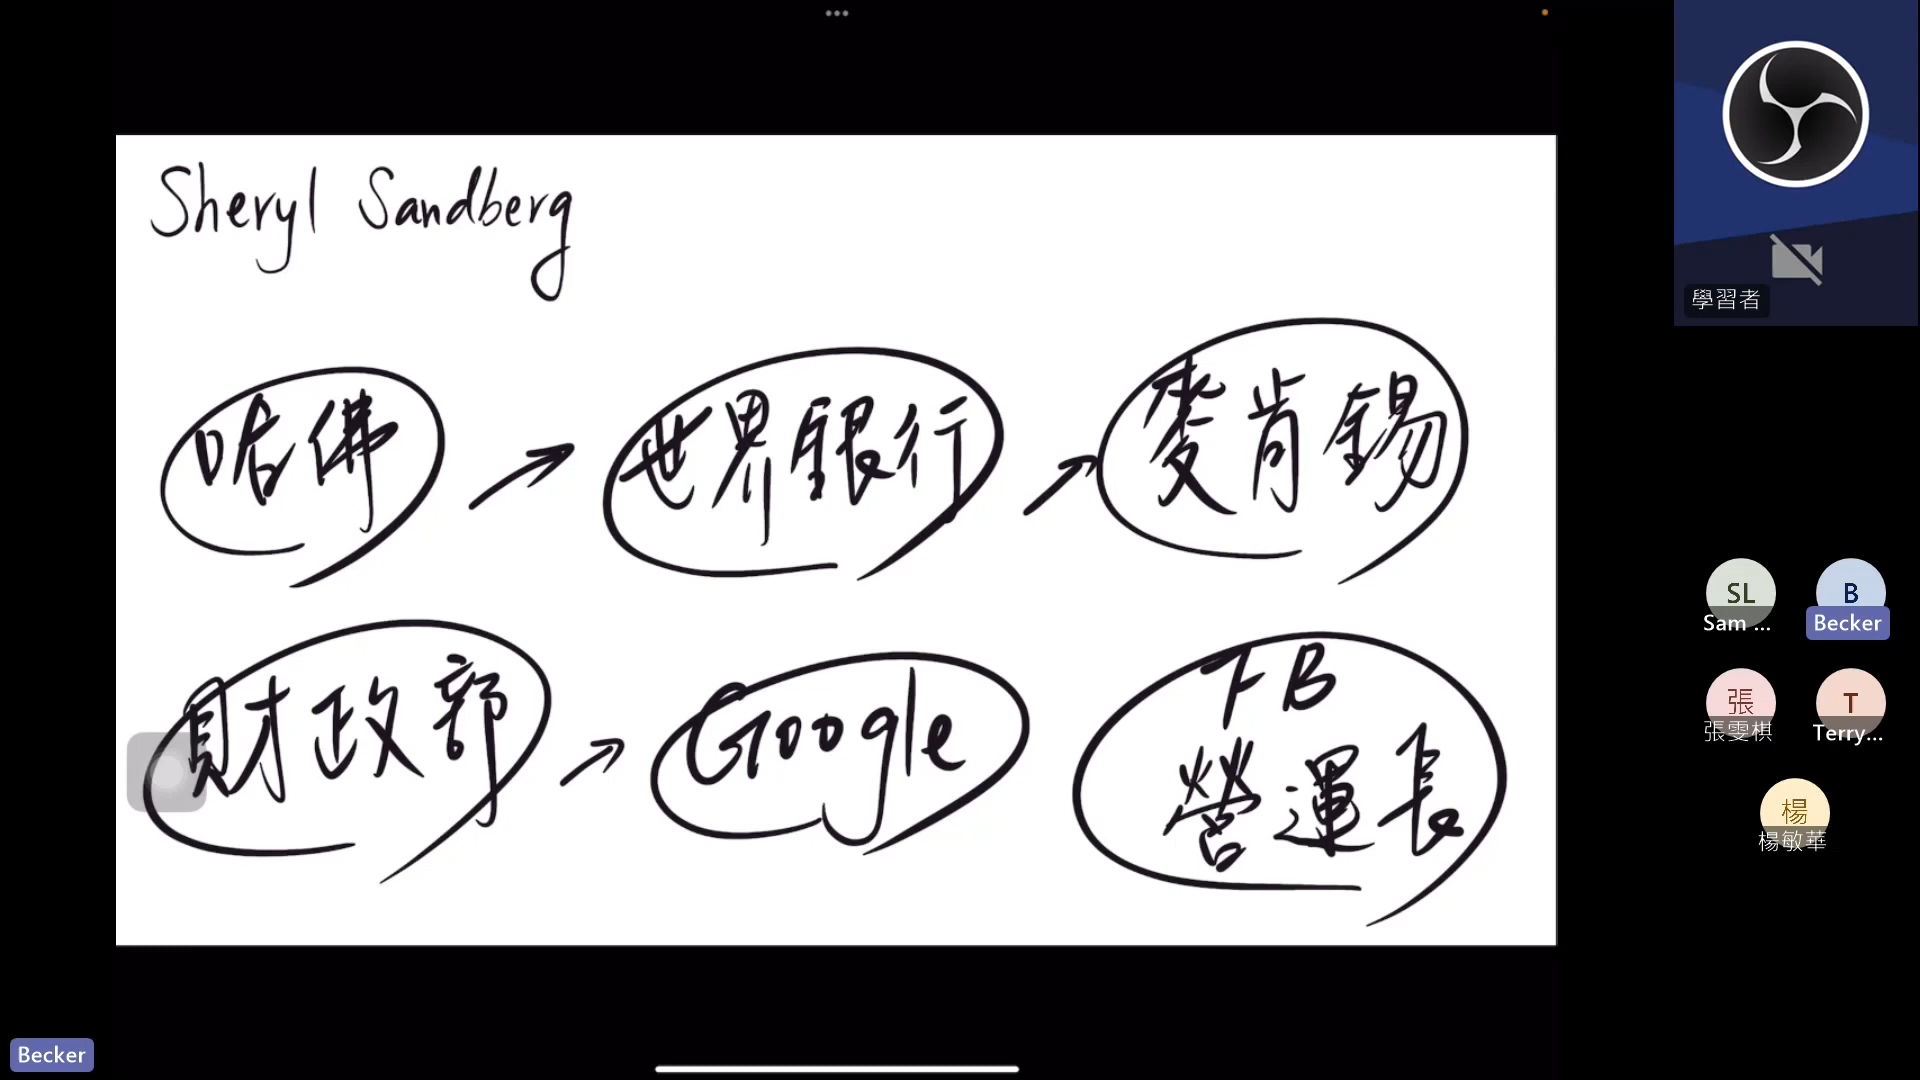 Sheryl Sandberg
哈佛 → 世界銀行 → 麥肯錫
財政部 → Google
FB
營運長
學習者
SL
Sam ...
B
Becker
張
張雯棋
T
Terry...
楊
楊敏華
Becker